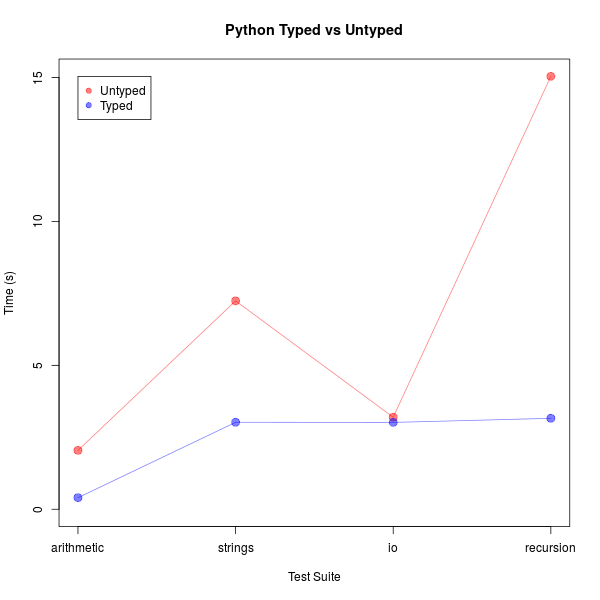 Python Typed vs Untyped
Untyped
Typed
15
10
5
0
Time (s)
arithmetic strings io recursion
Test Suite